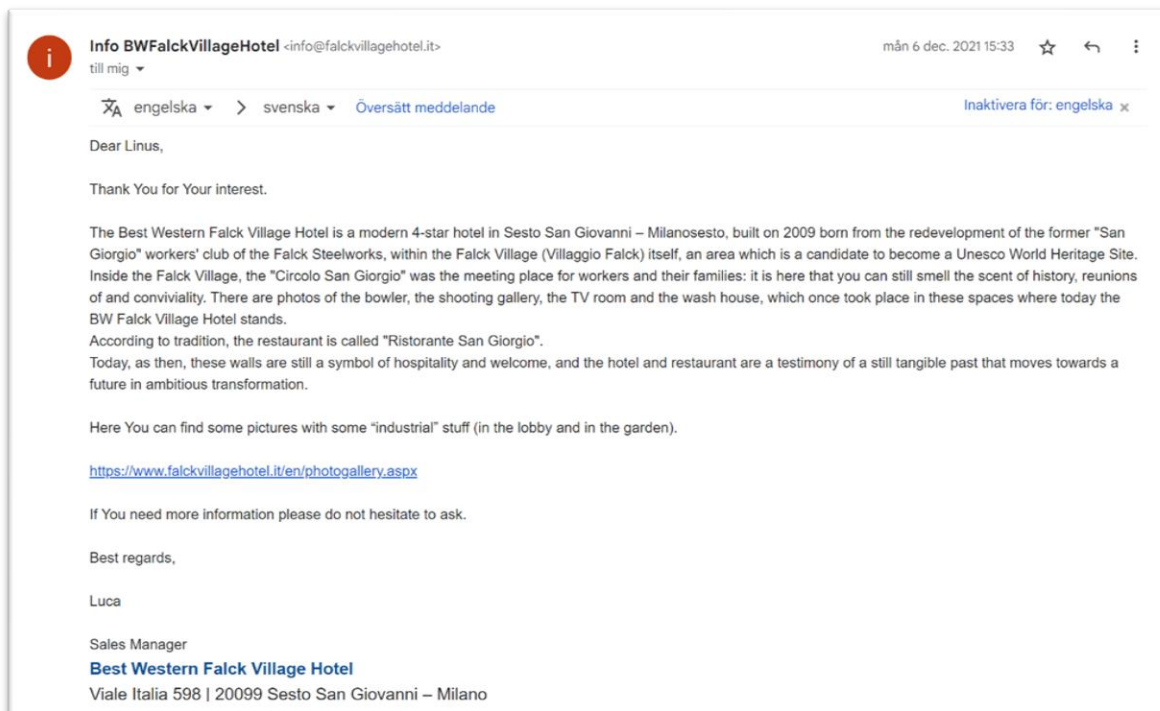 i
Info BWFalckVillageHotel <info@falckvillagehotel.it>
mån 6 dec. 2021 15:33
till mig
engelska > svenska Översätt meddelande
Inaktivera för: engelska x
Dear Linus,
Thank You for Your interest.
The Best Western Falck Village Hotel is a modern 4-star hotel in Sesto San Giovanni – Milanosesto, built on 2009 born from the redevelopment of the former "San
Giorgio" workers' club of the Falck Steelworks, within the Falck Village (Villaggio Falck) itself, an area which is a candidate to become a Unesco World Heritage Site.
Inside the Falck Village, the "Circolo San Giorgio" was the meeting place for workers and their families: it is here that you can still smell the scent of history, reunions
of and conviviality. There are photos of the bowler, the shooting gallery, the TV room and the wash house, which once took place in these spaces where today the
BW Falck Village Hotel stands.
According to tradition, the restaurant is called "Ristorante San Giorgio".
Today, as then, these walls are still a symbol of hospitality and welcome, and the hotel and restaurant are a testimony of a still tangible past that moves towards a
future in ambitious transformation.
Here You can find some pictures with some “industrial” stuff (in the lobby and in the garden).
https://www.falckvillagehotel.it/en/photogallery.aspx
If You need more information please do not hesitate to ask.
Best regards,
Luca
Sales Manager
Best Western Falck Village Hotel
Viale Italia 598 | 20099 Sesto San Giovanni – Milano